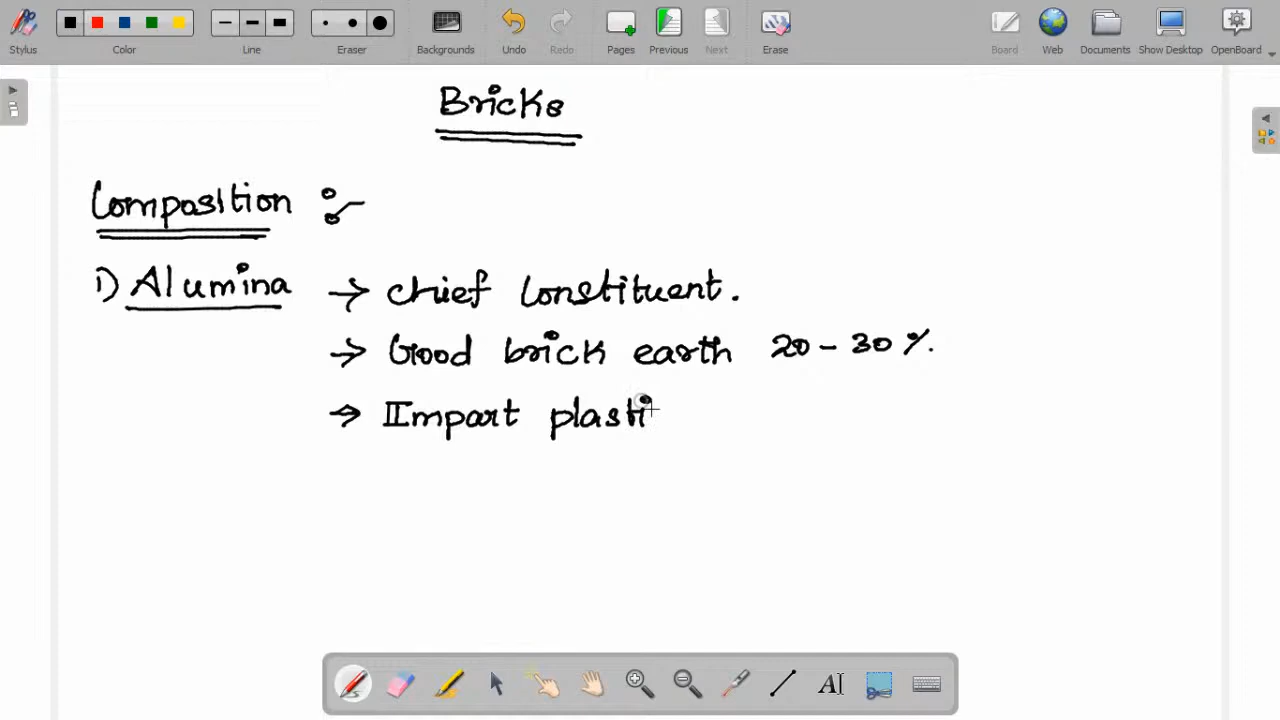 Stylus
Color
Line
Eraser
Backgrounds
Undo
Redo
Pages
Previous
Next
Erase
Board
Web
Documents
Show Desktop
OpenBoard
Bricks
Composition :-
1) Alumina → chief constituent.
→ Good brick earth 20 - 30 %.
→ Impart plasti
AI